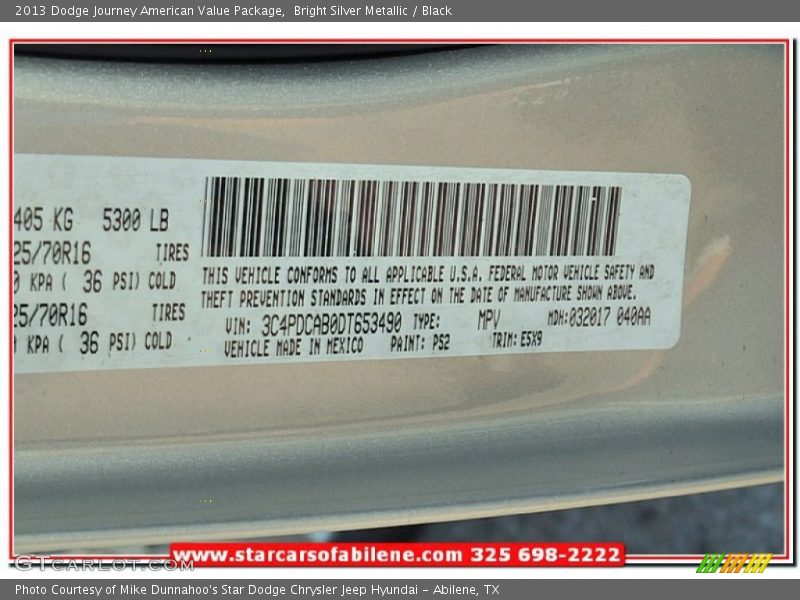 2013 Dodge Journey American Value Package,  Bright Silver Metallic / Black
405 KG 5300 LB
25/70R16 TIRES
0 KPA ( 36 PSI) COLD
25/70R16 TIRES
KPA ( 36 PSI) COLD
THIS VEHICLE CONFORMS TO ALL APPLICABLE U.S.A. FEDERAL MOTOR VEHICLE SAFETY AND
THEFT PREVENTION STANDARDS IN EFFECT ON THE DATE OF MANUFACTURE SHOWN ABOVE.
VIN: 3C4PDCAB0DT653490 TYPE: MPV MDH:032017 040AA
VEHICLE MADE IN MEXICO PAINT: PS2 TRIM: E5X9
www.starcarsofabilene.com 325 698-2222
GTcarlot.com
Photo Courtesy of Mike Dunnahoo's Star Dodge Chrysler Jeep Hyundai – Abilene, TX